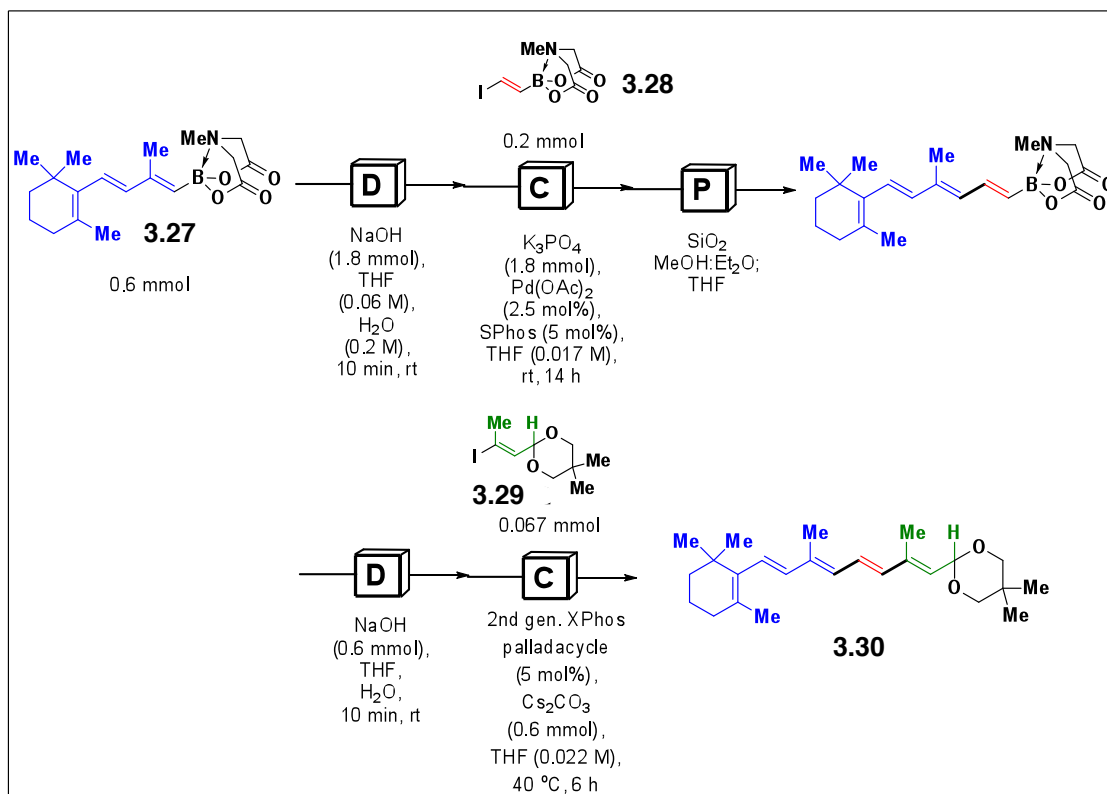 MeN
B
O
O
O
O
I
3.28
0.2 mmol
Me
Me
Me
MeN
B
O
O
O
O
Me
3.27
0.6 mmol
D
C
P
NaOH
(1.8 mmol),
THF
(0.06 M),
H2O
(0.2 M),
10 min, rt
K3PO4
(1.8 mmol),
Pd(OAc)2
(2.5 mol%),
SPhos (5 mol%),
THF (0.017 M),
rt, 14 h
SiO2
MeOH:Et2O;
THF
Me
Me
Me
MeN
B
O
O
O
O
Me
Me
H
O
I
O
Me
Me
3.29
0.067 mmol
D
C
NaOH
(0.6 mmol),
THF,
H2O,
10 min, rt
2nd gen. XPhos
palladacycle
(5 mol%),
Cs2CO3
(0.6 mmol),
THF (0.022 M),
40 ºC, 6 h
Me
Me
Me
Me
H
O
O
Me
Me
Me
3.30